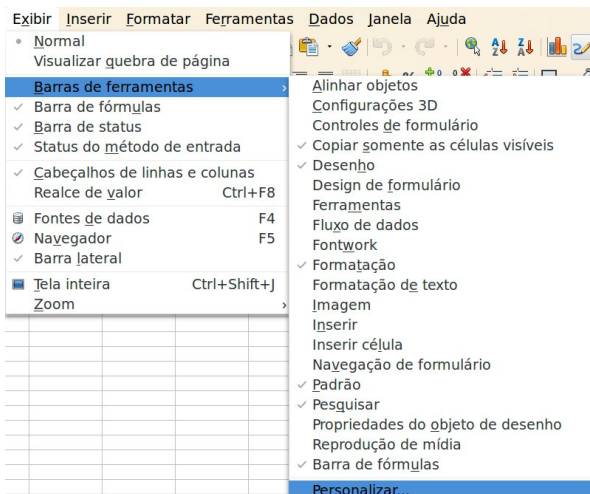 Exibir Inserir Formatar Ferramentas Dados Janela Ajuda
Normal
Visualizar quebra de página
Barras de ferramentas
Barra de fórmulas
Barra de status
Status do método de entrada
Cabeçalhos de linhas e colunas
Realce de valor Ctrl+F8
Fontes de dados F4
Navegador F5
Barra lateral
Tela inteira Ctrl+Shift+J
Zoom
Alinhar objetos
Configurações 3D
Controles de formulário
Copiar somente as células visíveis
Desenho
Design de formulário
Ferramentas
Fluxo de dados
Fontwork
Formatação
Formatação de texto
Imagem
Inserir
Inserir célula
Navegação de formulário
Padrão
Pesquisar
Propriedades do objeto de desenho
Reprodução de mídia
Barra de fórmulas
Personalizar...